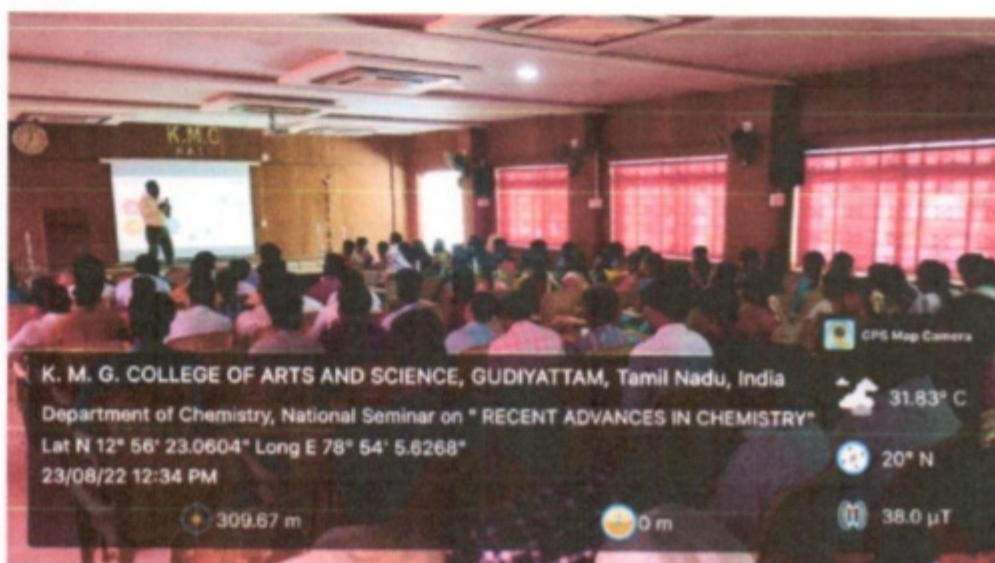 K.M.G
GPS Map Camera
K. M. G. COLLEGE OF ARTS AND SCIENCE, GUDIYATTAM, Tamil Nadu, India
Department of Chemistry, National Seminar on " RECENT ADVANCES IN CHEMISTRY"
Lat N 12° 56' 23.0604" Long E 78° 54' 5.6268"
23/08/22 12:34 PM
309.67 m
0 m
31.83° C
20° N
38.0 µT